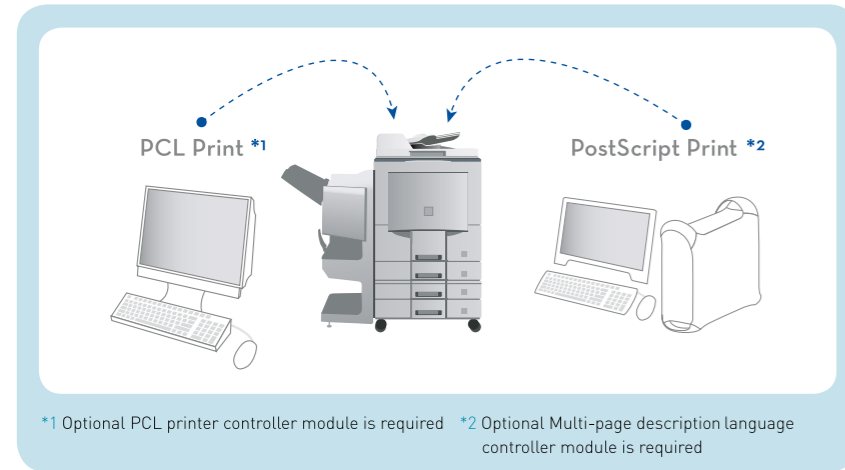 PCL Print *1
PostScript Print *2
*1 Optional PCL printer controller module is required
*2 Optional Multi-page description language
controller module is required